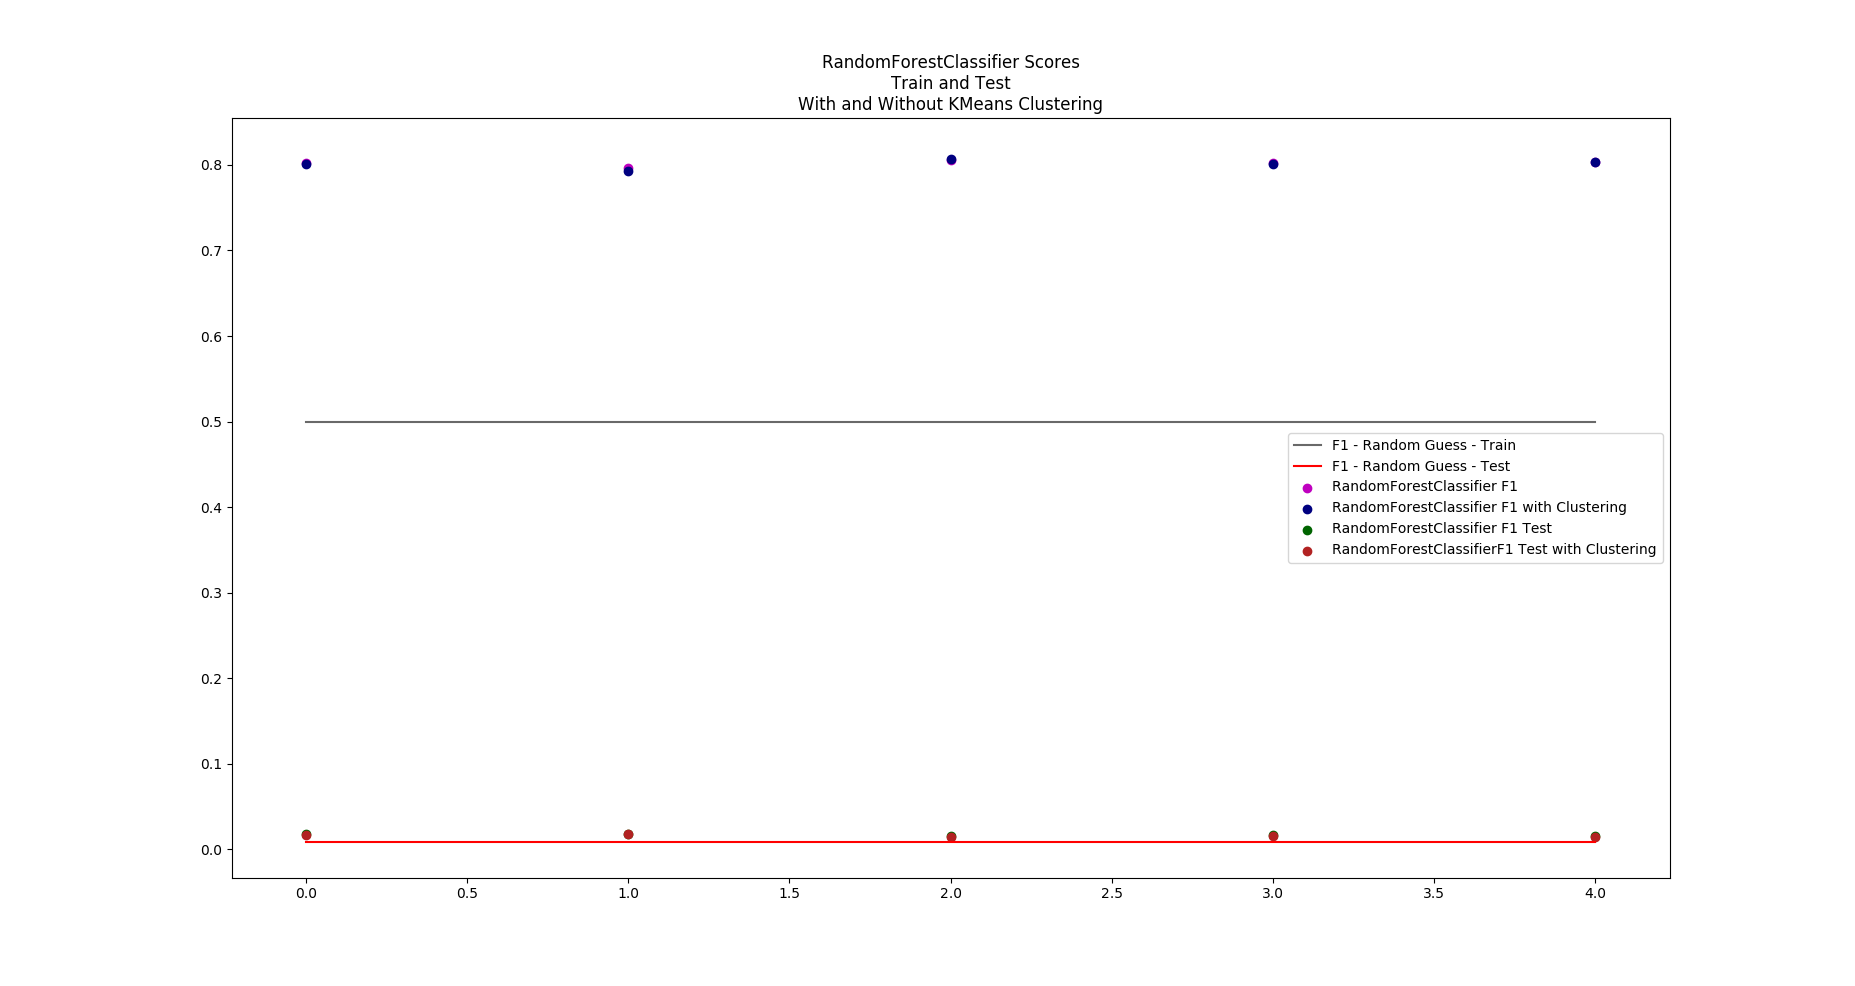 RandomForestClassifier Scores
Train and Test
With and Without KMeans Clustering
0.8
0.7
0.6
0.5
0.4
0.3
0.2
0.1
0.0
F1 - Random Guess - Train
F1 - Random Guess - Test
RandomForestClassifier F1
RandomForestClassifier F1 with Clustering
RandomForestClassifier F1 Test
RandomForestClassifierF1 Test with Clustering
0.0 0.5 1.0 1.5 2.0 2.5 3.0 3.5 4.0